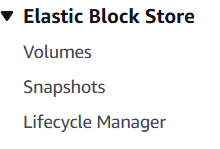 Elastic Block Store
Volumes
Snapshots
Lifecycle Manager